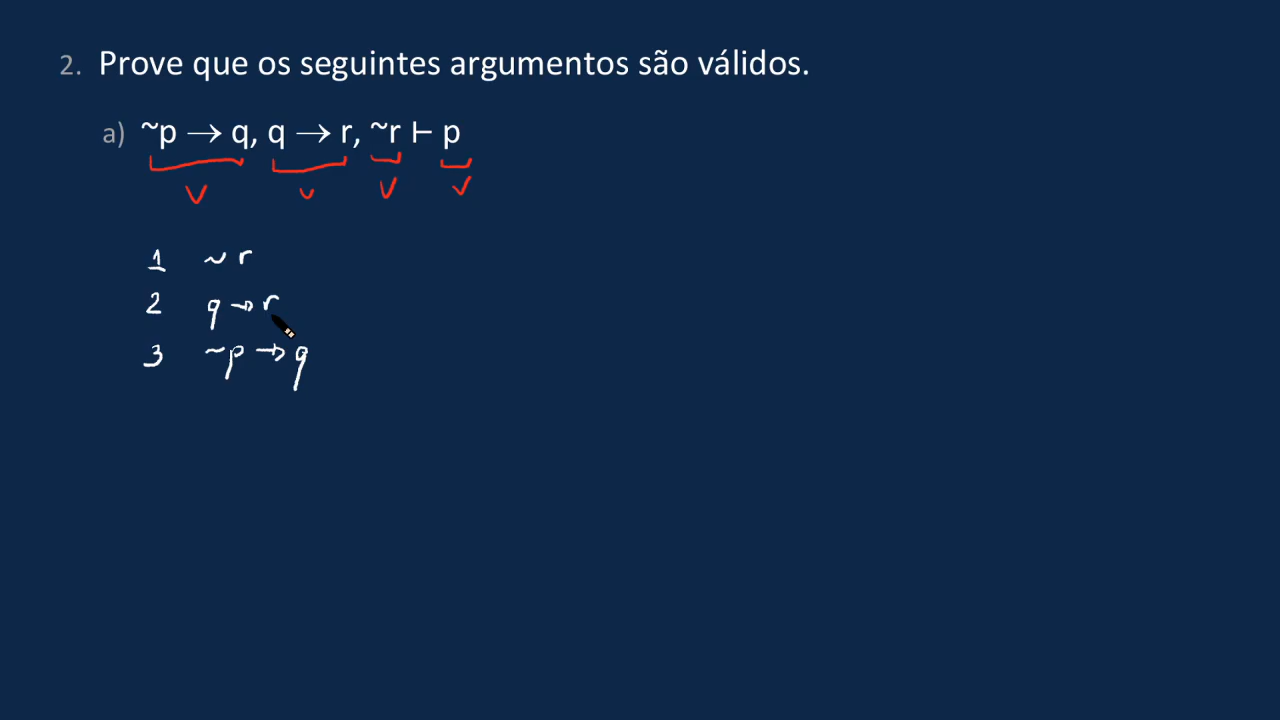 2. Prove que os seguintes argumentos são válidos.
a) ~p → q, q → r, ~r ⊢ p
V V V V
1 ~r
2 q → r
3 ~p → q